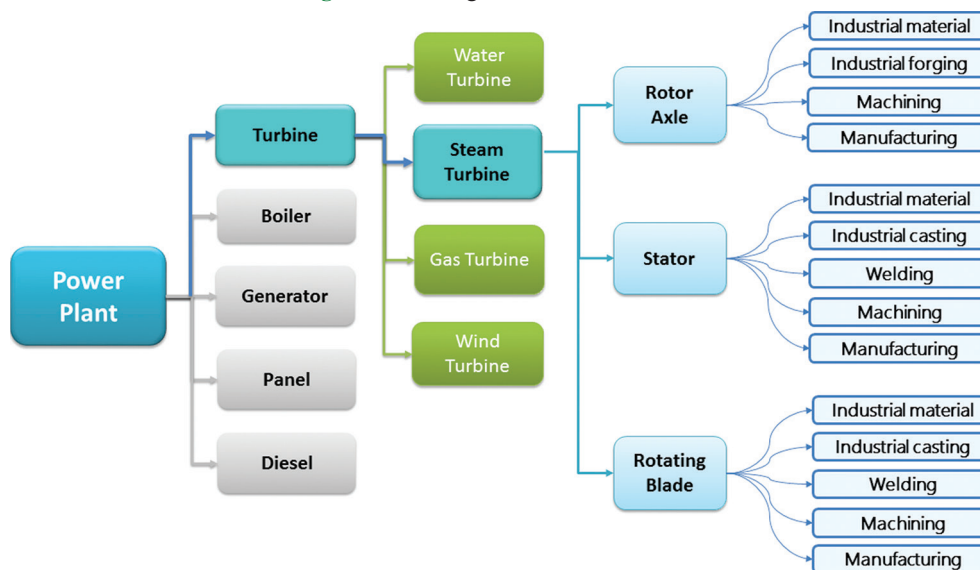 Power
Plant
Turbine
Boiler
Generator
Panel
Diesel
Water
Turbine
Steam
Turbine
Gas Turbine
Wind
Turbine
Rotor
Axle
Stator
Rotating
Blade
Industrial material
Industrial forging
Machining
Manufacturing
Industrial material
Industrial casting
Welding
Machining
Manufacturing
Industrial material
Industrial casting
Welding
Machining
Manufacturing